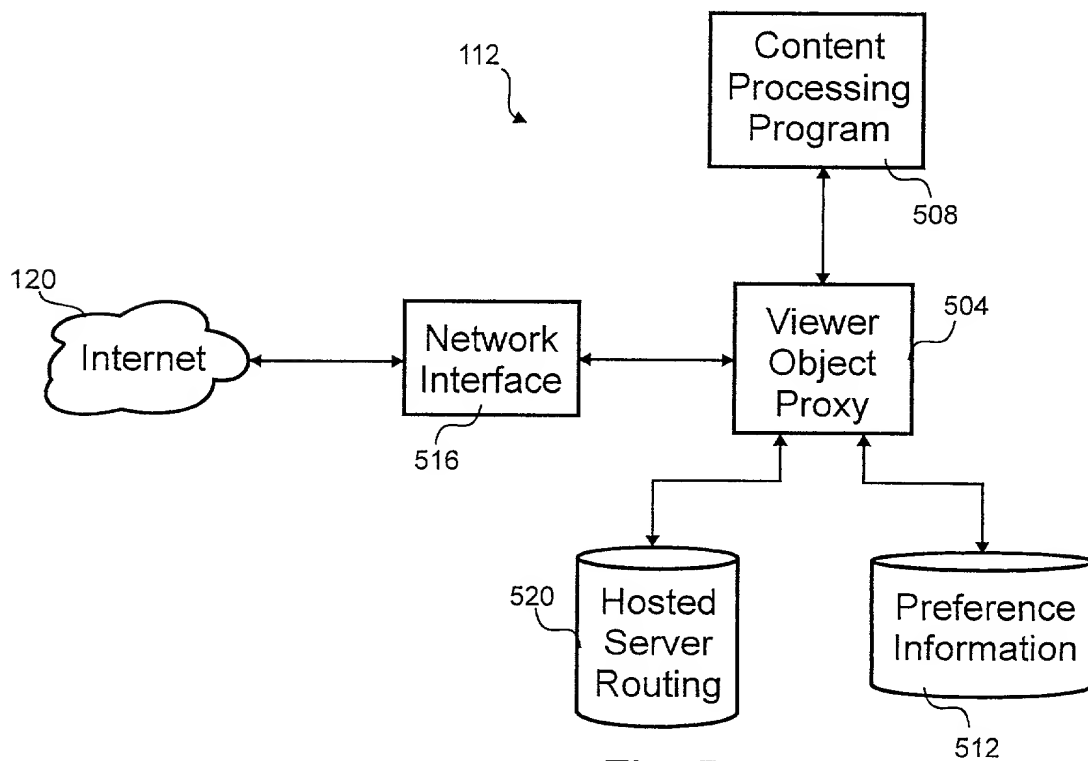 112
Content
Processing
Program
508
120
Internet
Network
Interface
516
Viewer
Object
Proxy
504
520
Hosted
Server
Routing
Preference
Information
512